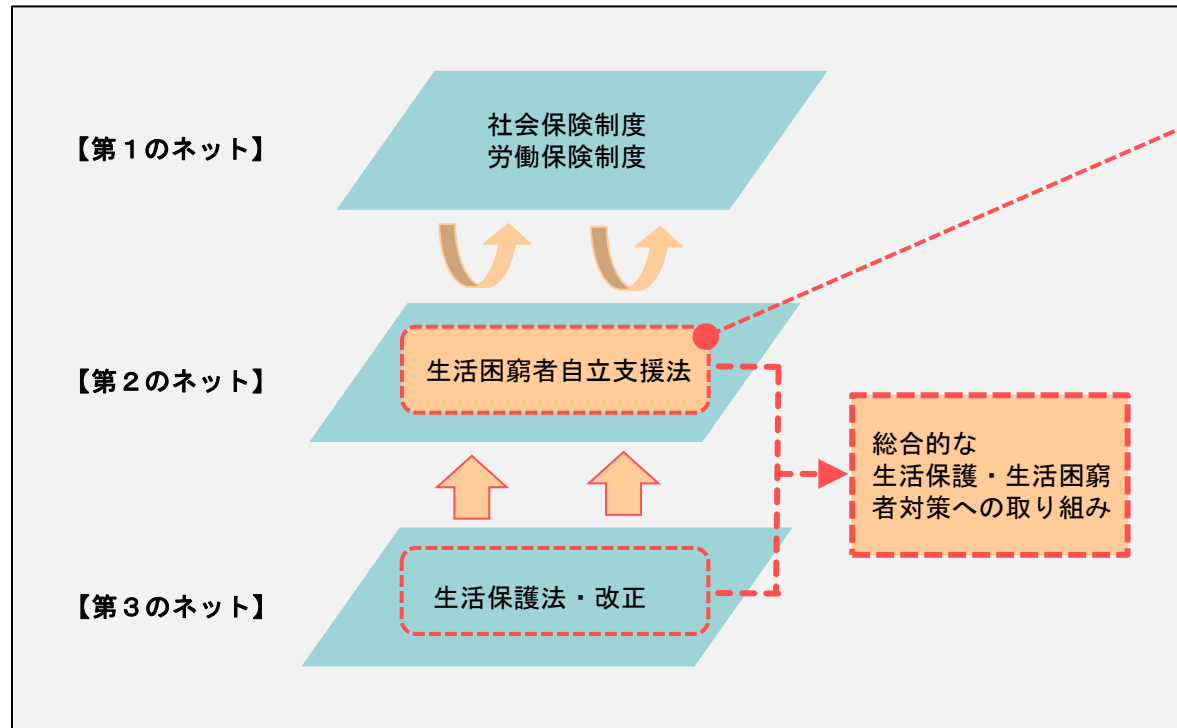 【第１のネット】
社会保険制度
労働保険制度
【第２のネット】
生活困窮者自立支援法
総合的な
生活保護・生活困窮
者対策への取り組み
【第３のネット】
生活保護法・改正